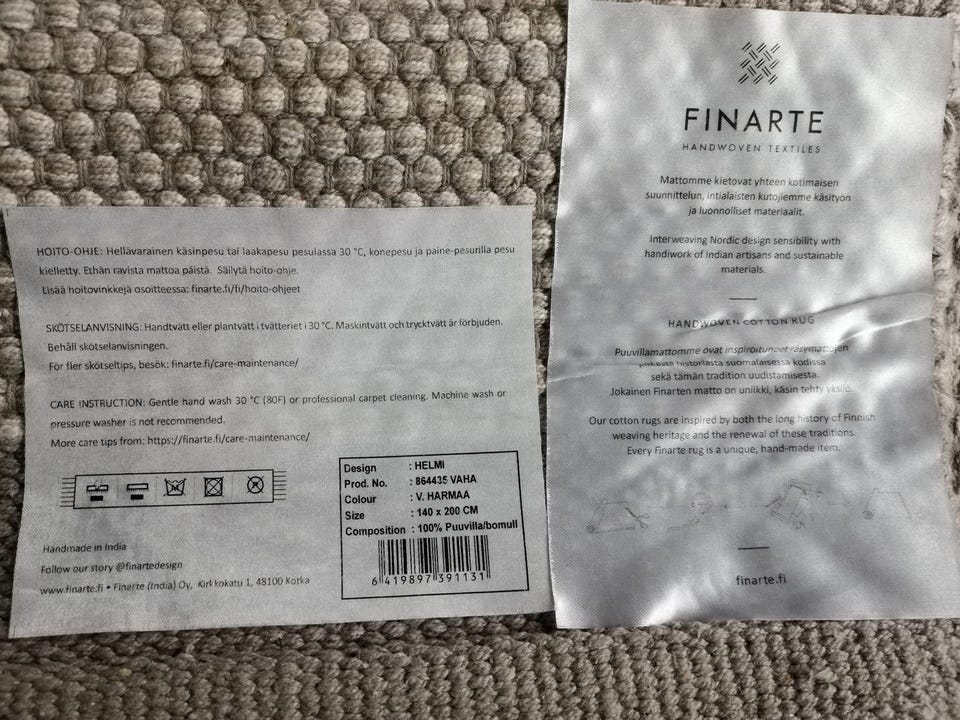 HOITO-OHJE: Hellävarainen käsinpesu tai laakapesu pesulassa 30 °C, konepesu ja paine-pesurilla pesu
kielletty. Ethän ravista mattoa päistä. Säilytä hoito-ohje.
Lisää hoitovinkkejä osoitteessa: finarte.fi/fi/hoito-ohjeet
SKÖTSELANVISNING: Handtvätt eller plantvätt i tvätteriet i 30 °C. Maskintvätt och trycktvätt är förbjuden.
Behåll skötselanvisningen.
För fler skötseltips, besök: finarte.fi/care-maintenance/
CARE INSTRUCTION: Gentle hand wash 30 °C (80F) or professional carpet cleaning. Machine wash or
pressure washer is not recommended.
More care tips from: https://finarte.fi/care-maintenance/
Handmade in India
Follow our story @finartedesign
www.finarte.fi • Finarte (India) Oy, Kirkkokatu 1, 48100 Kotka
Design : HELMi
Prod. No. : 864435 VAHA
Colour : V. HARMAA
Size : 140 x 200 CM
Composition : 100% Puuvilla/bomull
6 419897 391131
FINARTE
HANDWOVEN TEXTILES
Mattomme kietovat yhteen kotimaisen
suunnittelun, intialaisten kutojiemme käsityön
ja luonnolliset materiaalit.
Interweaving Nordic design sensibility with
handiwork of Indian artisans and sustainable
materials.
HANDWOVEN COTTON RUG
Puuvillamattomme ovat inspiroituneet räsymattojen
pitkästä historiasta suomalaisessa kodissa
sekä tämän tradition uudistamisesta.
Jokainen Finarten matto on uniikki, käsin tehty yksilö.
Our cotton rugs are inspired by both the long history of Finnish
weaving heritage and the renewal of these traditions.
Every Finarte rug is a unique, hand-made item.
finarte.fi